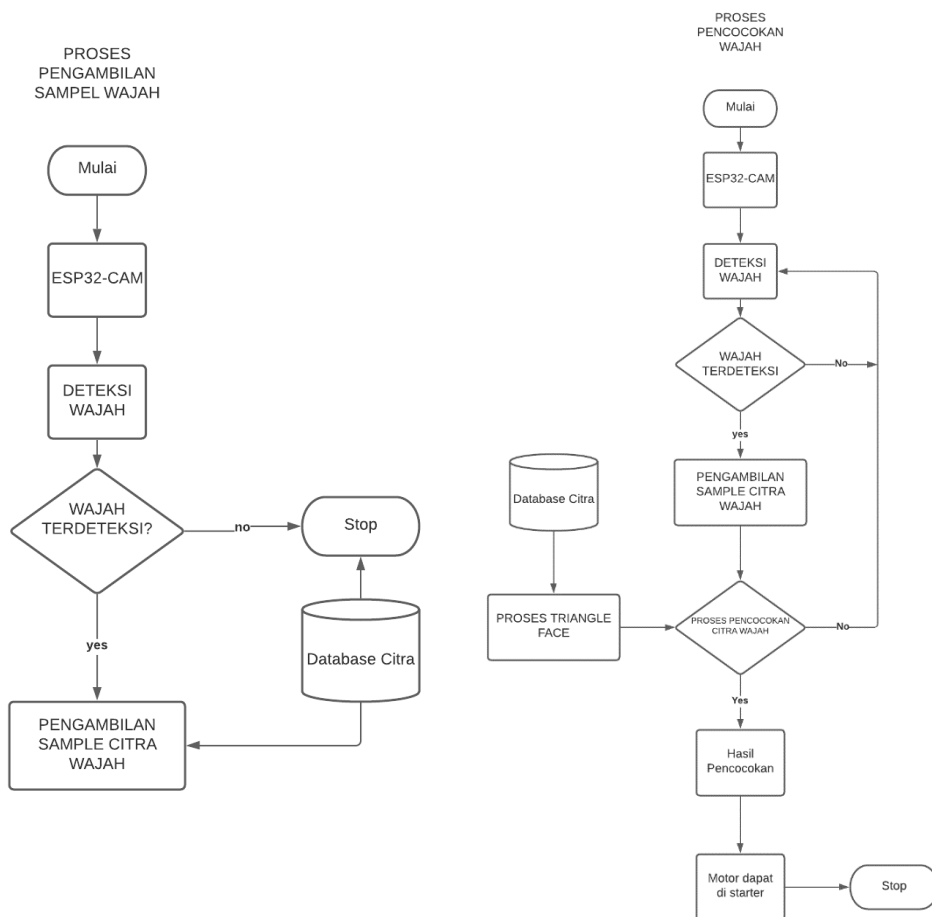 PROSES
PENGAMBILAN
SAMPEL WAJAH
Mulai
ESP32-CAM
DETEKSI
WAJAH
WAJAH
TERDETEKSI?
no
Stop
yes
Database Citra
PENGAMBILAN
SAMPLE CITRA
WAJAH
PROSES
PENCOCOKAN
WAJAH
Mulai
ESP32-CAM
DETEKSI
WAJAH
WAJAH
TERDETEKSI
No
yes
PENGAMBILAN
SAMPLE CITRA
WAJAH
Database Citra
PROSES TRIANGLE
FACE
PROSES PENCOCOKAN
CITRA WAJAH
No
Yes
Hasil
Pencocokan
Motor dapat
di starter
Stop